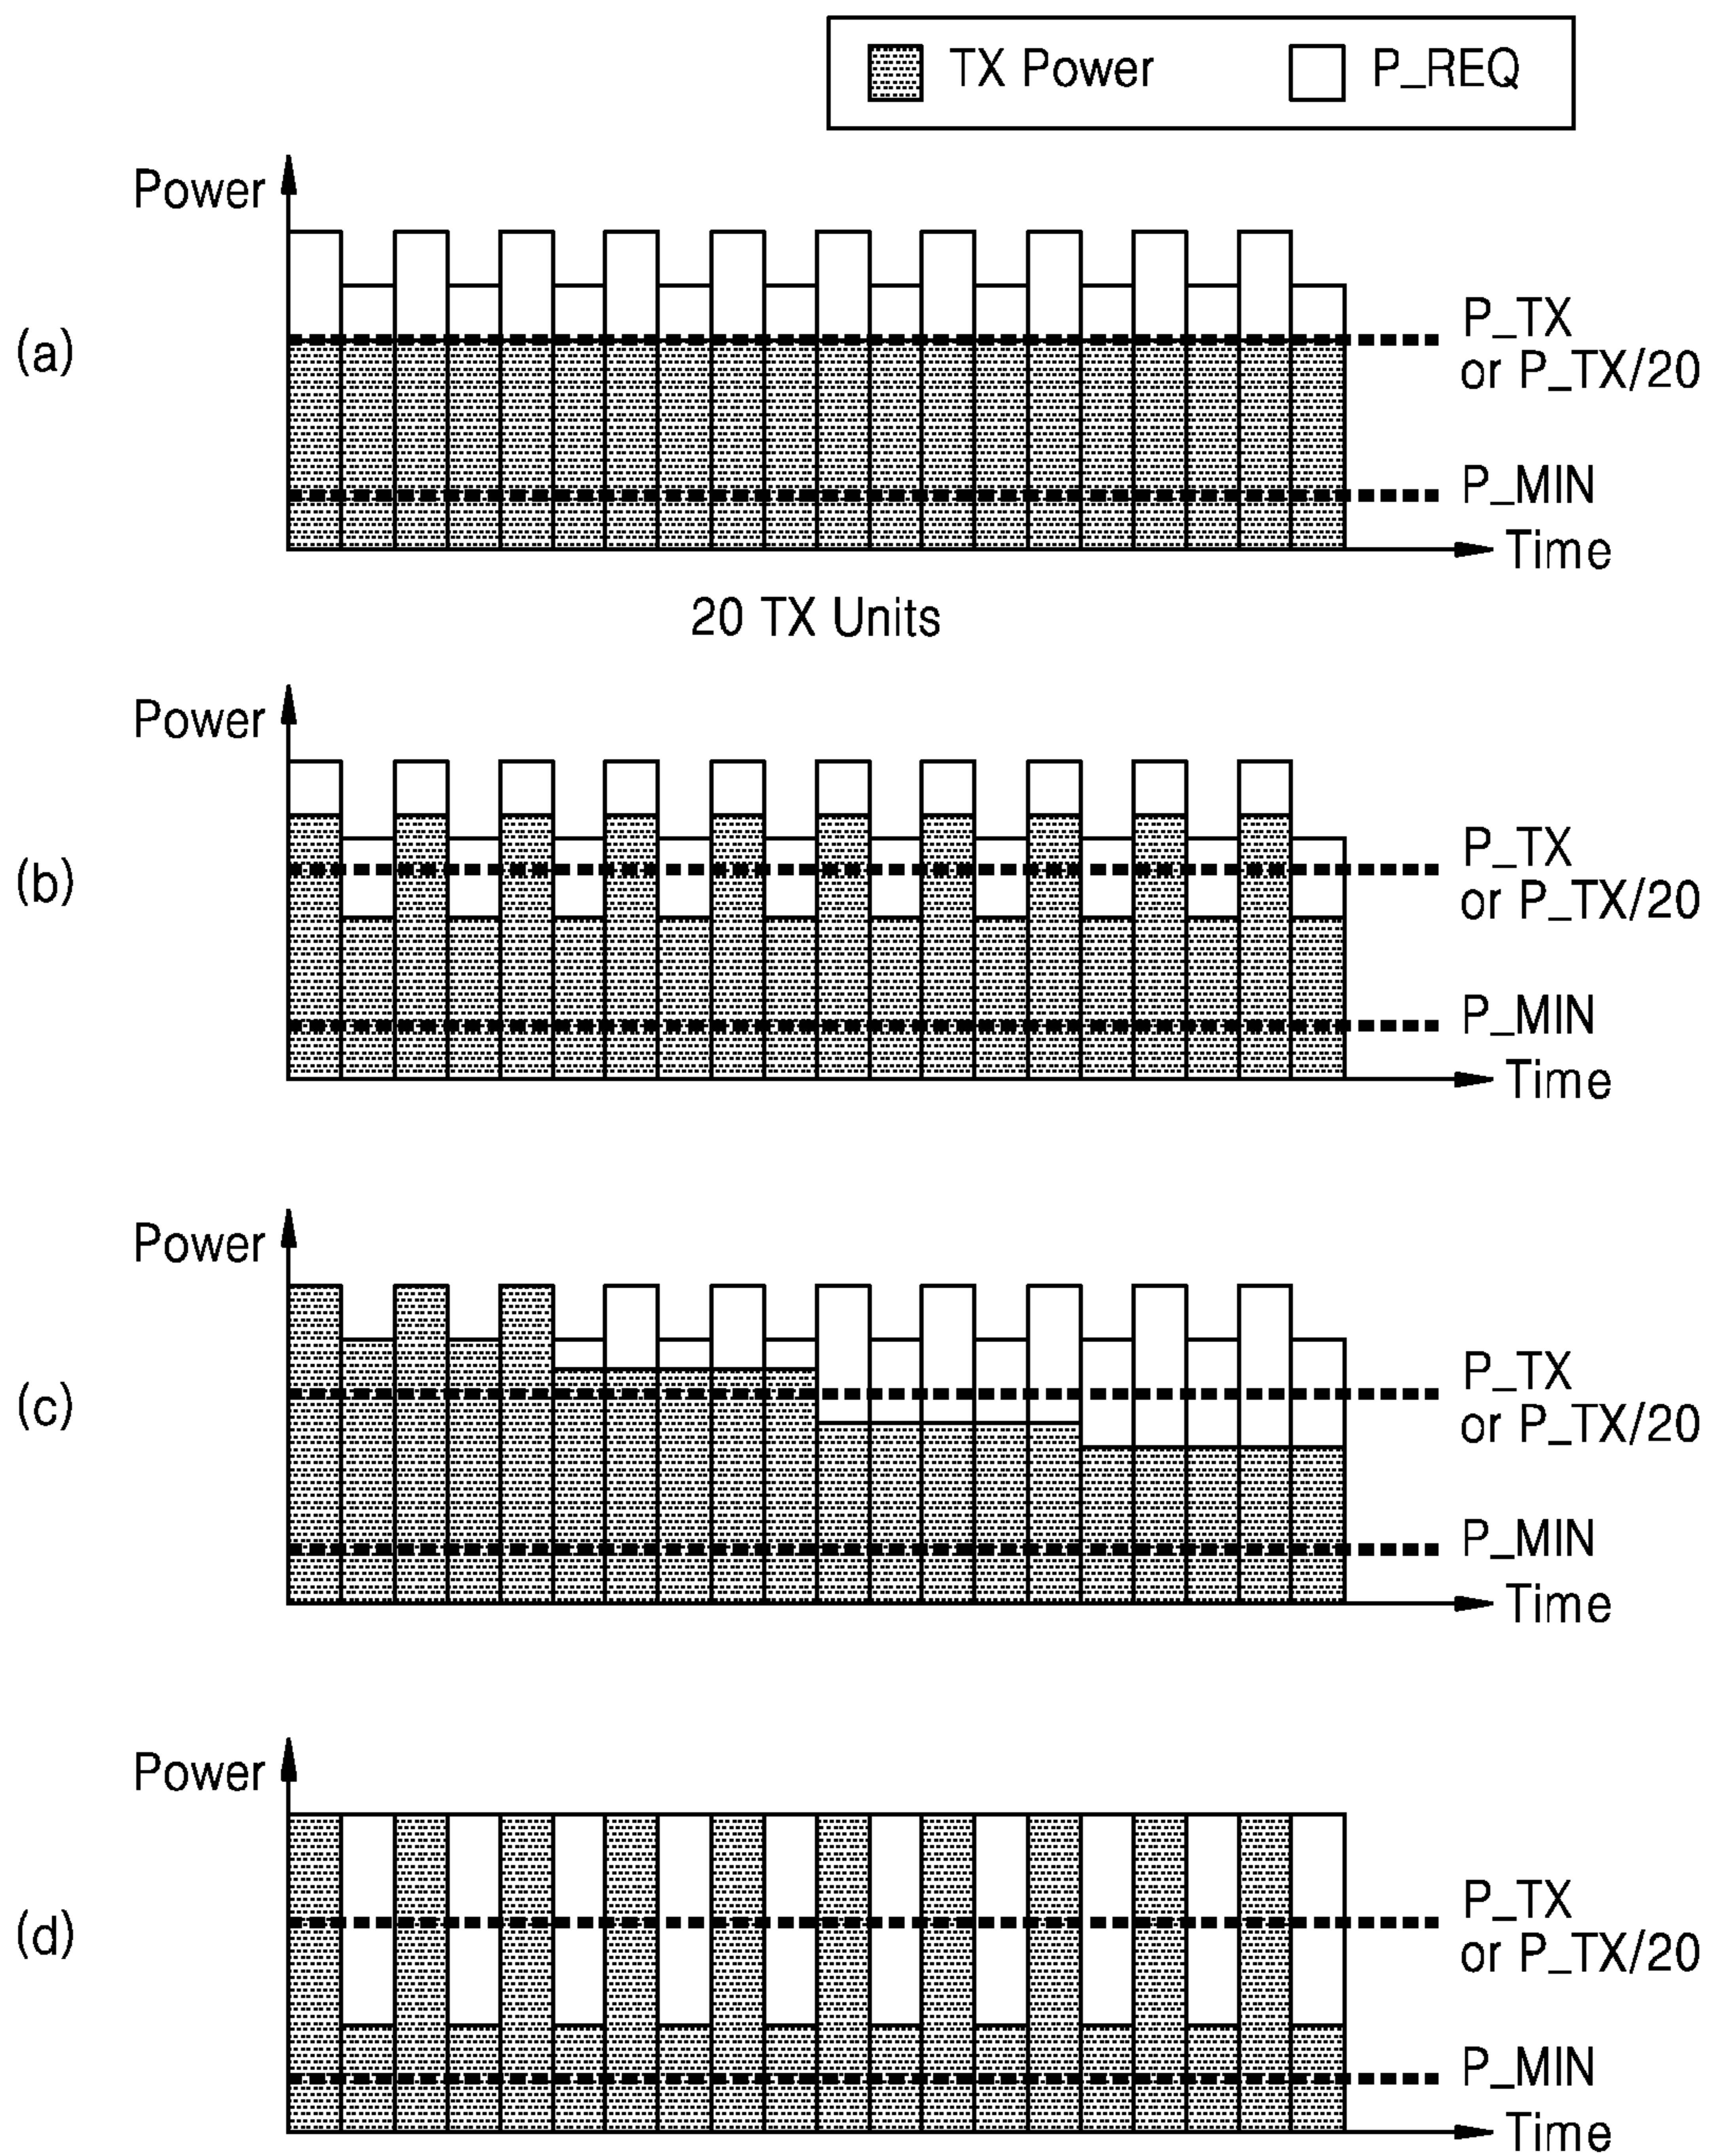 TX Power
P_REQ
Power
(a)
P_TX
or P_TX/20
P_MIN
Time
20 TX Units
Power
(b)
P_TX
or P_TX/20
P_MIN
Time
Power
(c)
P_TX
or P_TX/20
P_MIN
Time
Power
(d)
P_TX
or P_TX/20
P_MIN
Time